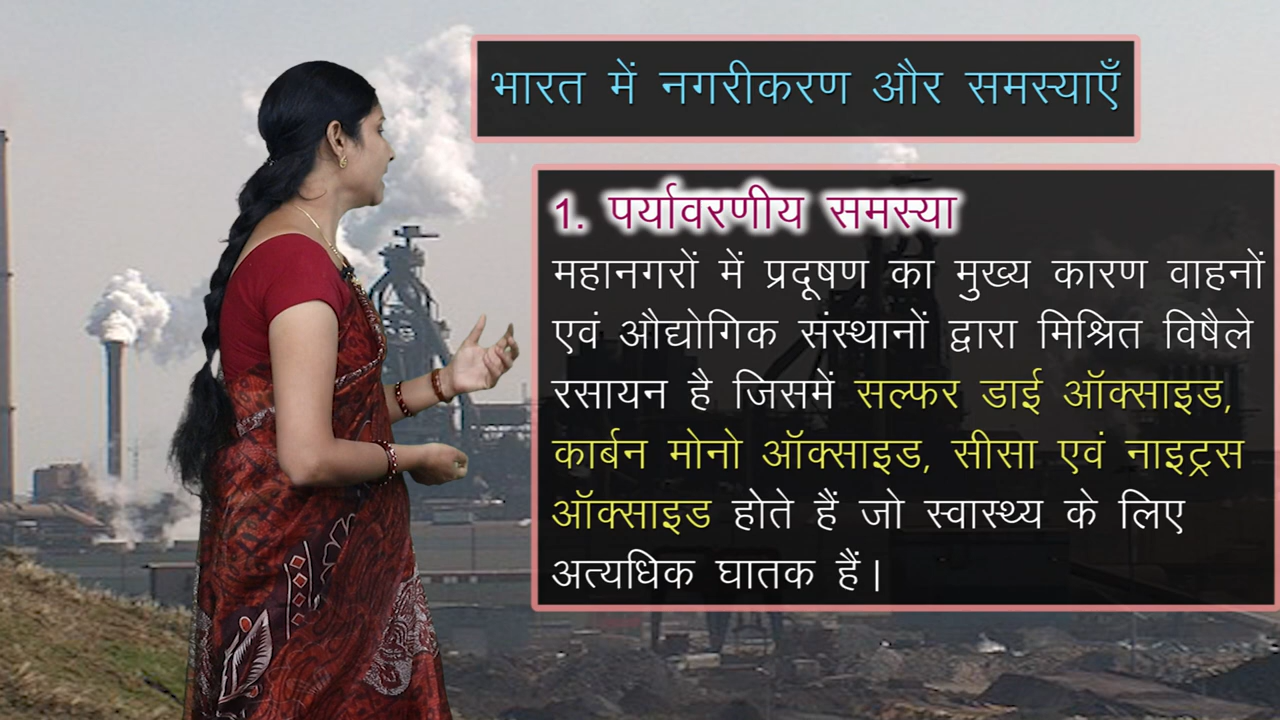 भारत में नगरीकरण और समस्याएँ
1. पर्यावरणीय समस्या
महानगरों में प्रदूषण का मुख्य कारण वाहनों
एवं औद्योगिक संस्थानों द्वारा मिश्रित विषैले
रसायन है जिसमें सल्फर डाई ऑक्साइड,
कार्बन मोनो ऑक्साइड, सीसा एवं नाइट्रस
ऑक्साइड होते हैं जो स्वास्थ्य के लिए
अत्यधिक घातक हैं।